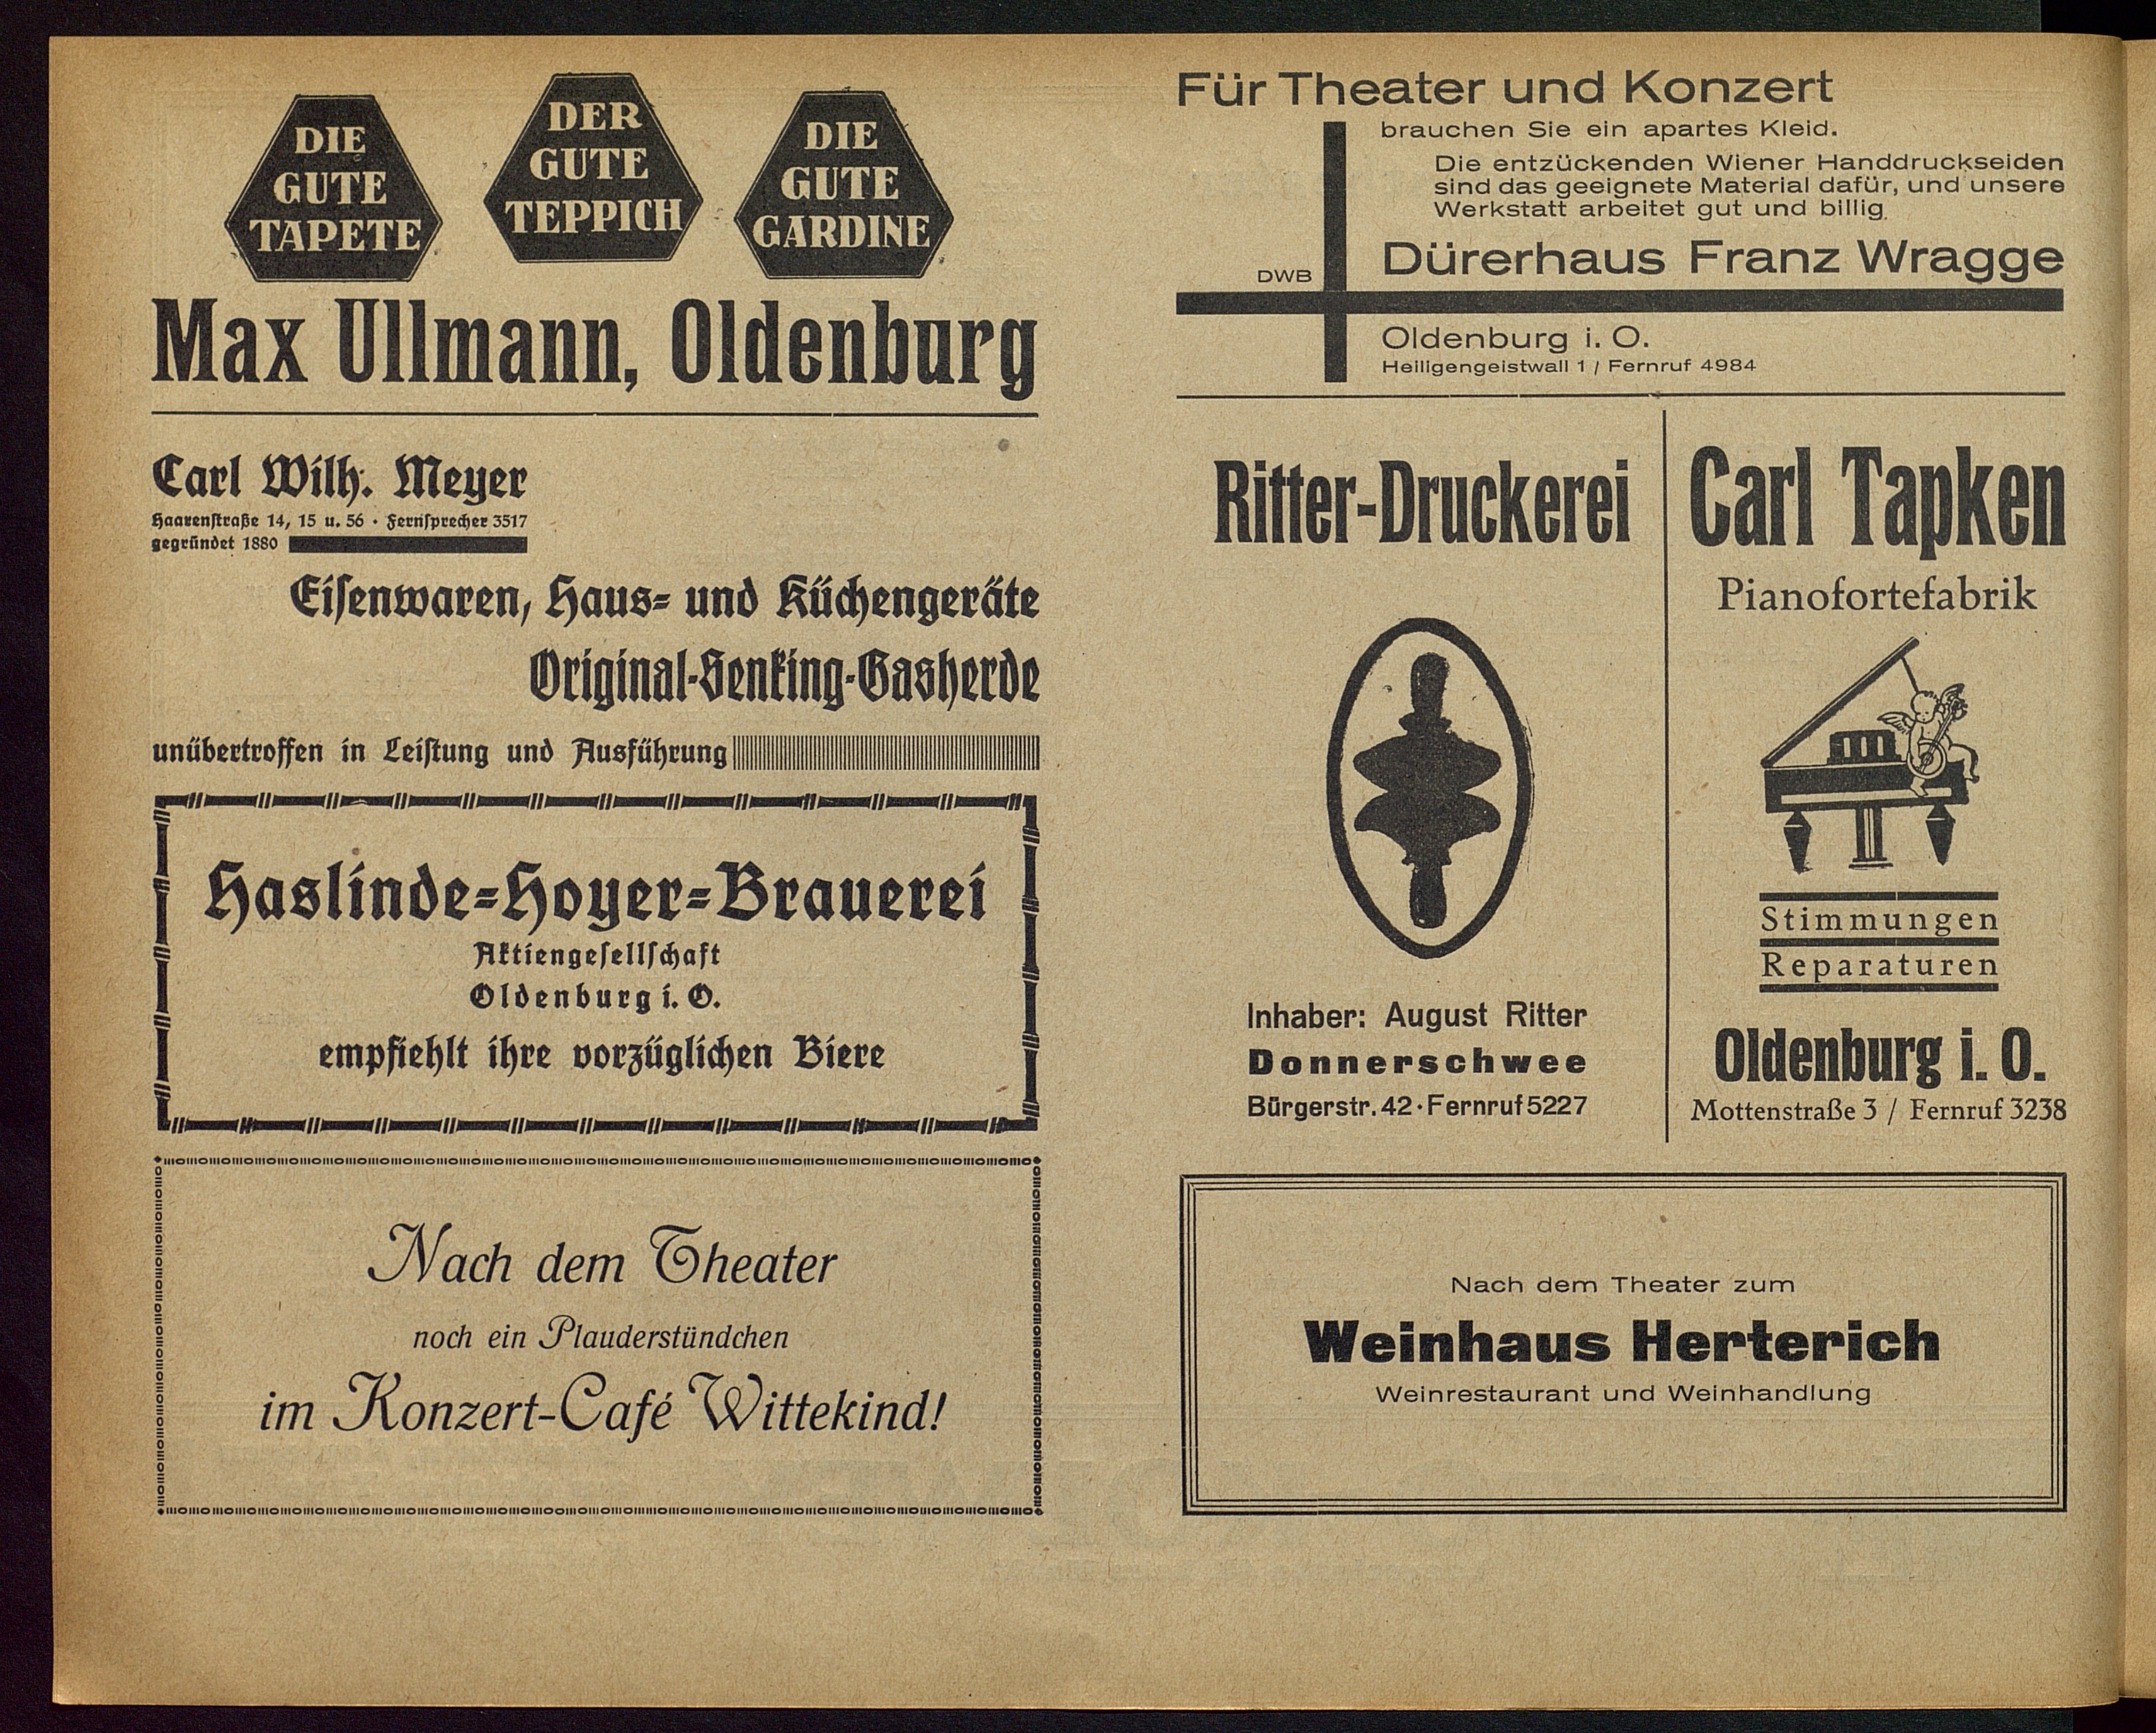 DIE
GUTE
TAPETE
DER
GUTE
TEPPICH
DIE
GUTE
GARDINE
Max Ullmann, Oldenburg
Carl Wilh. Meyer
Haarenſtraße 14, 15 u. 56 · Fernſprecher 3517
gegründet 1880
Eiſenwaren, Haus- und Küchengeräte
Original-Senking-Gasherde
unübertroffen in Leiſtung und Ausführung
Haslinde-Hoyer-Brauerei
Aktiengeſellſchaft
Oldenburg i. O.
empfiehlt ihre vorzüglichen Biere
Nach dem Theater
noch ein Plauderstündchen
im Konzert-Café Wittekind!
Für Theater und Konzert
brauchen Sie ein apartes Kleid.
Die entzückenden Wiener Handdruckseiden
sind das geeignete Material dafür, und unsere
Werkstatt arbeitet gut und billig.
DWB
Dürerhaus Franz Wragge
Oldenburg i. O.
Heiligengeistwall 1 / Fernruf 4984
Ritter-Druckerei
Inhaber: August Ritter
Donnerschwee
Bürgerstr. 42 · Fernruf 5227
Carl Tapken
Pianofortefabrik
Stimmungen
Reparaturen
Oldenburg i. O.
Mottenstraße 3 / Fernruf 3238
Nach dem Theater zum
Weinhaus Herterich
Weinrestaurant und Weinhandlung